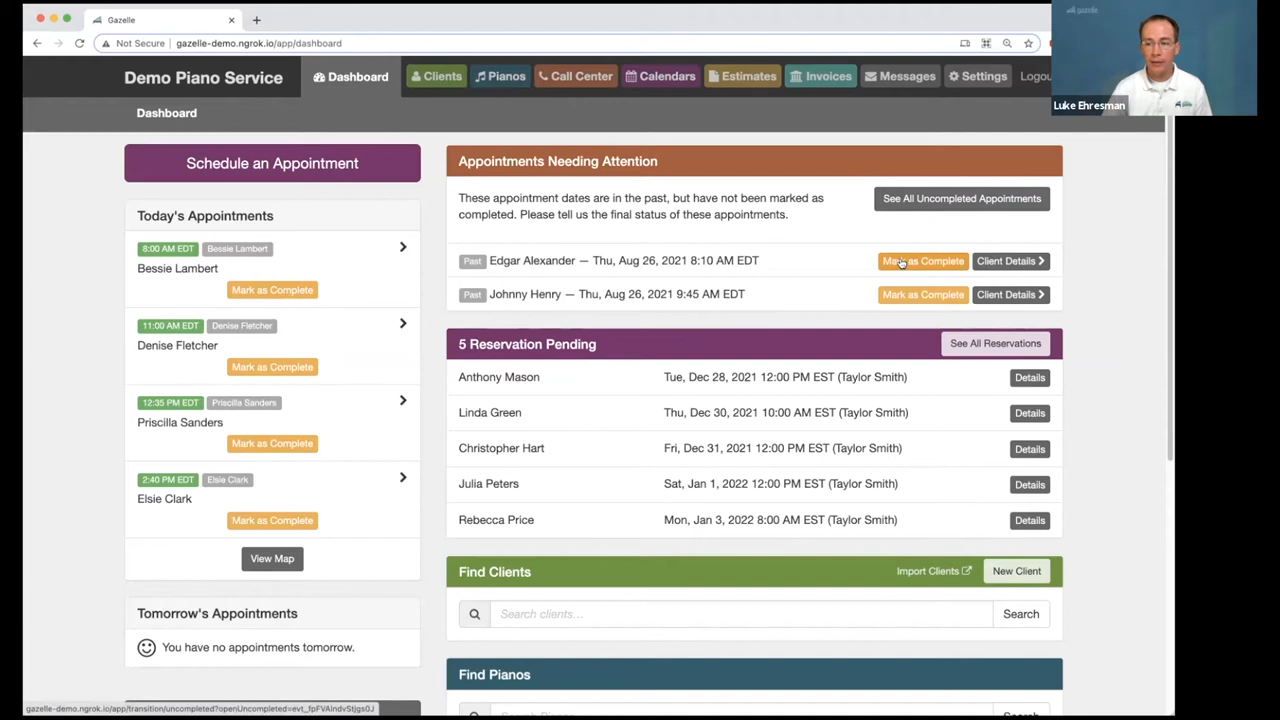 Gazelle
Not Secure
gazelle-demo.ngrok.io/app/dashboard
gazelle
Luke Ehresman
Demo Piano Service
Dashboard
Clients
Pianos
Call Center
Calendars
Estimates
Invoices
Messages
Settings
Dashboard
Schedule an Appointment
Today's Appointments
8:00 AM EDT Bessie Lambert
Bessie Lambert
Mark as Complete
11:00 AM EDT Denise Fletcher
Denise Fletcher
Mark as Complete
12:35 PM EDT Priscilla Sanders
Priscilla Sanders
Mark as Complete
2:40 PM EDT Elsie Clark
Elsie Clark
Mark as Complete
View Map
Tomorrow's Appointments
You have no appointments tomorrow.
Appointments Needing Attention
These appointment dates are in the past, but have not been marked as
completed. Please tell us the final status of these appointments.
See All Uncompleted Appointments
Past Edgar Alexander — Thu, Aug 26, 2021 8:10 AM EDT Mark as Complete Client Details
Past Johnny Henry — Thu, Aug 26, 2021 9:45 AM EDT Mark as Complete Client Details
5 Reservation Pending See All Reservations
Anthony Mason Tue, Dec 28, 2021 12:00 PM EST (Taylor Smith) Details
Linda Green Thu, Dec 30, 2021 10:00 AM EST (Taylor Smith) Details
Christopher Hart Fri, Dec 31, 2021 12:00 PM EST (Taylor Smith) Details
Julia Peters Sat, Jan 1, 2022 12:00 PM EST (Taylor Smith) Details
Rebecca Price Mon, Jan 3, 2022 8:00 AM EST (Taylor Smith) Details
Find Clients Import Clients New Client
Search clients... Search
Find Pianos